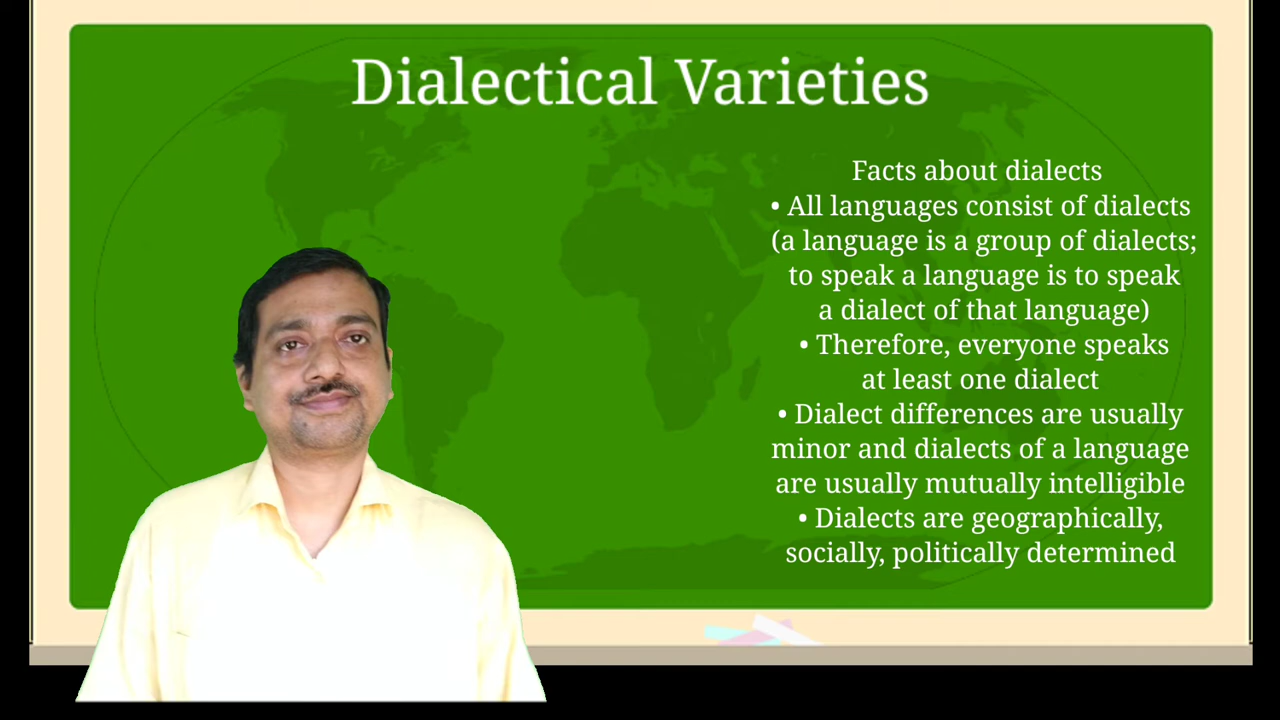 Dialectical Varieties
Facts about dialects
• All languages consist of dialects
(a language is a group of dialects;
to speak a language is to speak
a dialect of that language)
• Therefore, everyone speaks
at least one dialect
• Dialect differences are usually
minor and dialects of a language
are usually mutually intelligible
• Dialects are geographically,
socially, politically determined